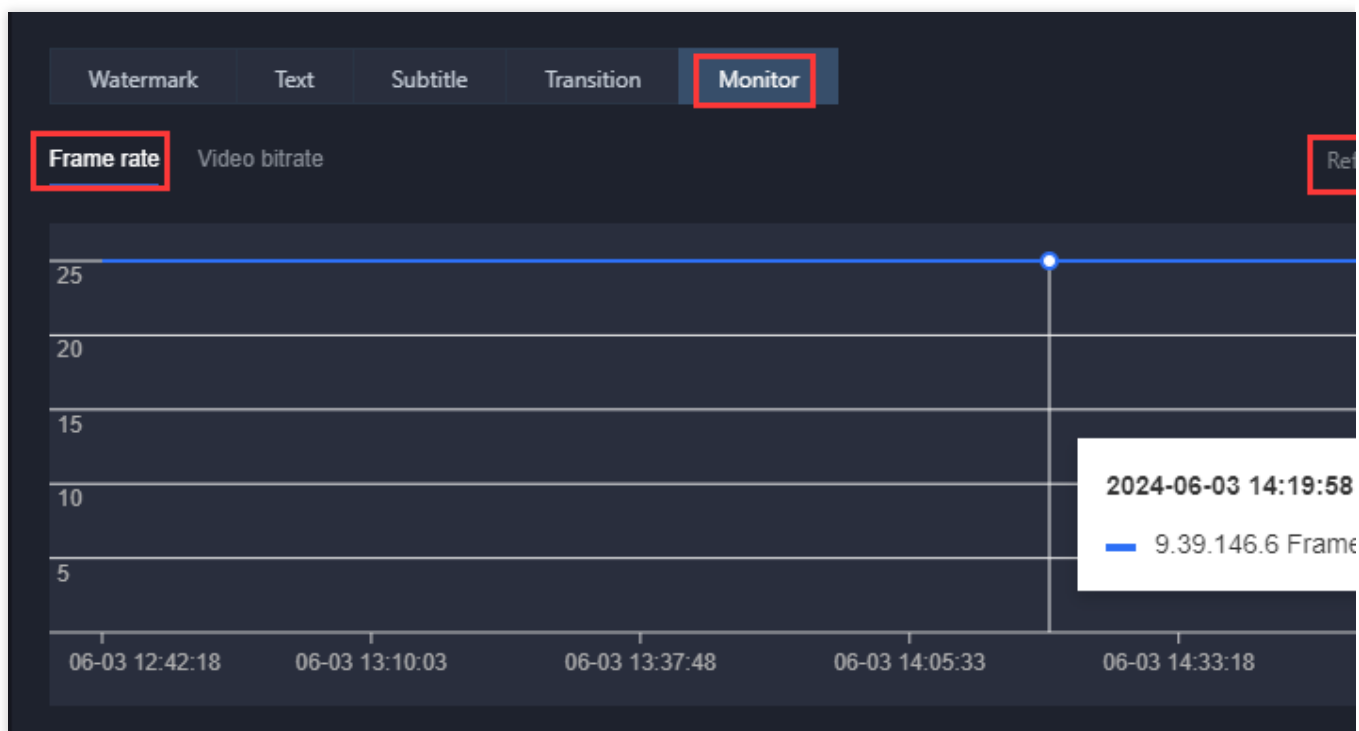 Watermark Text Subtitle Transition Monitor
Frame rate Video bitrate
25
20
15
10
2024-06-03 14:19:58
9.39.146.6 Frame
5
06-03 12:42:18 06-03 13:10:03 06-03 13:37:48 06-03 14:05:33 06-03 14:33:18